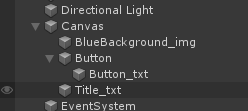 Directional Light
Canvas
BlueBackground_img
Button
Button_txt
Title_txt
EventSystem